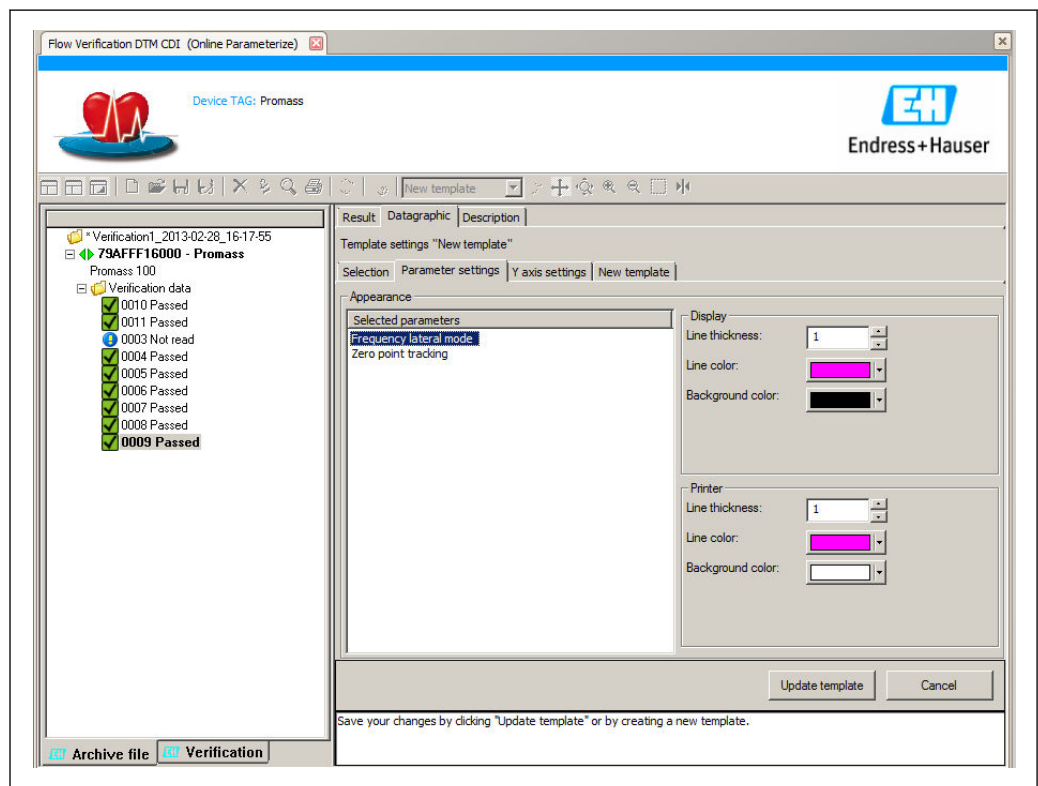 Flow Verification DTM CDI (Online Parameterize)
Device TAG: Promass
EH
Endress+Hauser
New template
Result Datagraphic Description
* Verification1_2013-02-28_16-17-55
79AFFF16000 - Promass
Promass 100
Verification data
0010 Passed
0011 Passed
0003 Not read
0004 Passed
0005 Passed
0006 Passed
0007 Passed
0008 Passed
0009 Passed
Template settings "New template"
Selection Parameter settings Y axis settings New template
Appearance
Selected parameters
Frequency lateral mode
Zero point tracking
Display
Line thickness: 1
Line color:
Background color:
Printer
Line thickness: 1
Line color:
Background color:
Update template Cancel
Save your changes by clicking "Update template" or by creating a new template.
EH Archive file EH Verification